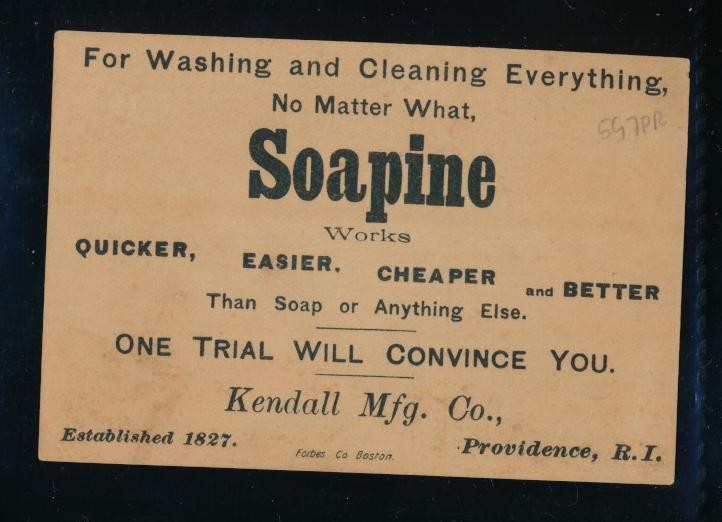 For Washing and Cleaning Everything,
No Matter What,
597PR
Soapine
Works
QUICKER, EASIER. CHEAPER and BETTER
Than Soap or Anything Else.
ONE TRIAL WILL CONVINCE YOU.
Kendall Mfg. Co.,
Established 1827. Providence, R.I.
Forbes Co Boston.